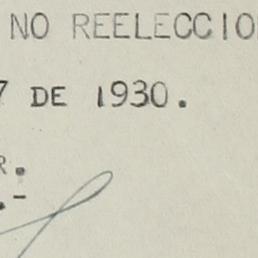 NO REELECCIO
7 DE 1930.
R.
.-